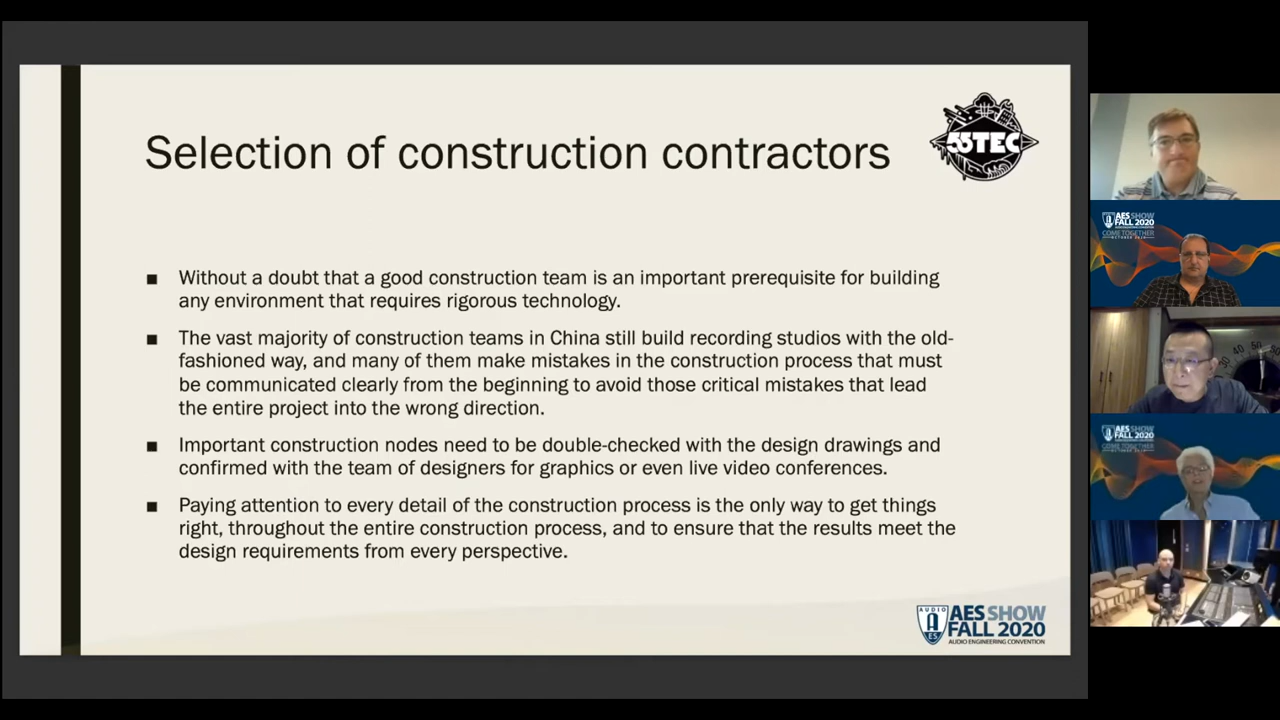 Selection of construction contractors
55TEC
■ Without a doubt that a good construction team is an important prerequisite for building
any environment that requires rigorous technology.
■ The vast majority of construction teams in China still build recording studios with the old-
fashioned way, and many of them make mistakes in the construction process that must
be communicated clearly from the beginning to avoid those critical mistakes that lead
the entire project into the wrong direction.
■ Important construction nodes need to be double-checked with the design drawings and
confirmed with the team of designers for graphics or even live video conferences.
■ Paying attention to every detail of the construction process is the only way to get things
right, throughout the entire construction process, and to ensure that the results meet the
design requirements from every perspective.
AUDIO
AES
AES SHOW
FALL 2020
AUDIO ENGINEERING CONVENTION
AES SHOW
FALL 2020
COME TOGETHER
30 40 50
AES SHOW
FALL 2020
COME TOGETHER